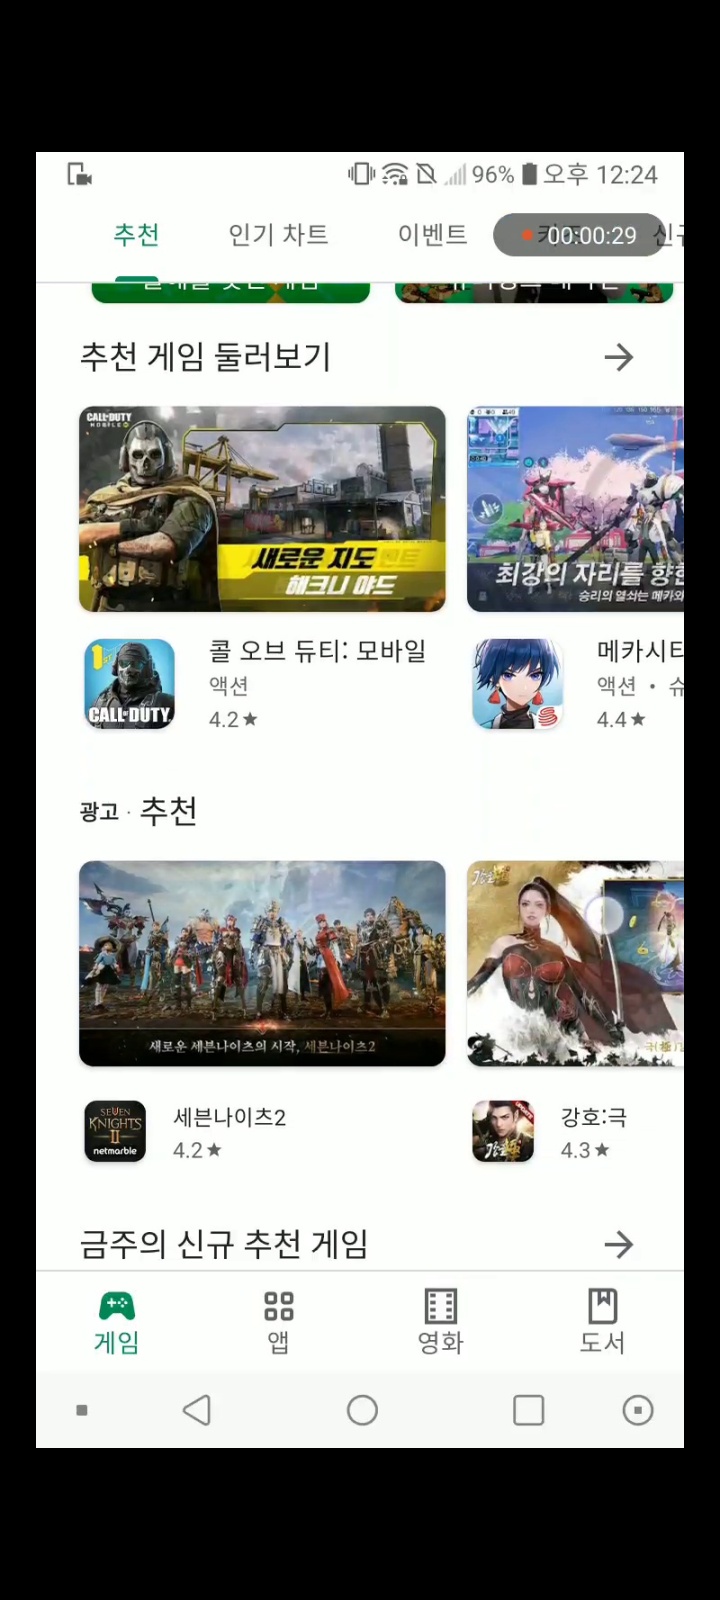 96% 오후 12:24
추천 인기 차트 이벤트 00:00:29
추천 게임 둘러보기
CALL OF DUTY
MOBILE
새로운 지도
해크니 야드
최강의 자리를 향한
승리의 열쇠는 메카와
1st
CALL OF DUTY
콜 오브 듀티: 모바일
액션
4.2★
메카시티
액션 • 슈
4.4★
광고 · 추천
새로운 세븐나이츠의 시작, 세븐나이츠2
SEVEN
KNIGHTS
II
netmarble
세븐나이츠2
4.2★
강호:극
4.3★
금주의 신규 추천 게임
게임 앱 영화 도서